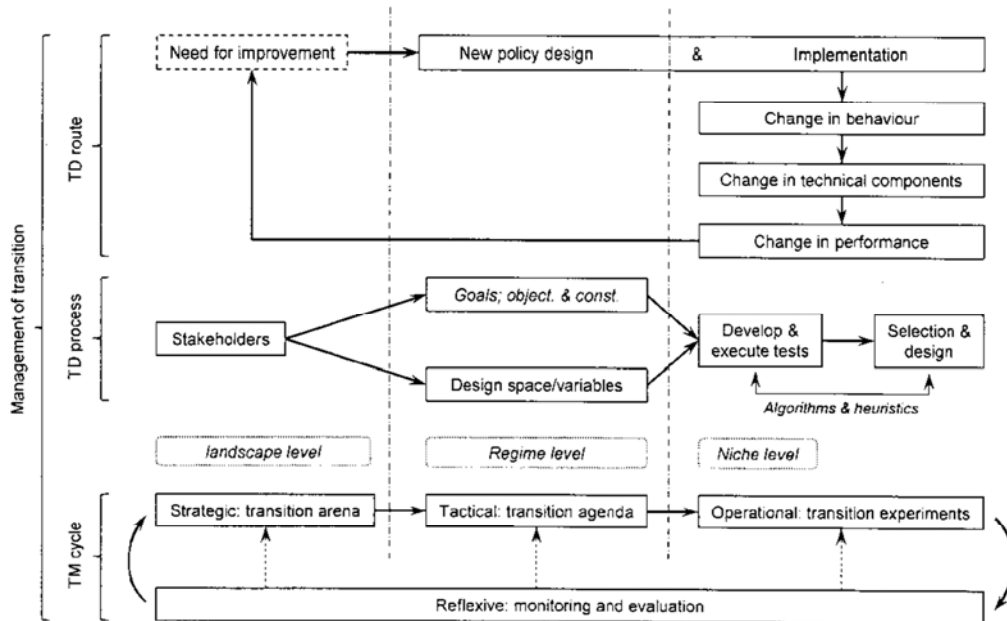 Need for improvement
New policy design & Implementation
Change in behaviour
Change in technical components
Change in performance
TD route
Management of transition
Goals; object. & const.
Stakeholders
Develop &
execute tests
Selection &
design
Design space/variables
Algorithms & heuristics
TD process
landscape level
Regime level
Niche level
Strategic: transition arena
Tactical: transition agenda
Operational: transition experiments
TM cycle
Reflexive: monitoring and evaluation